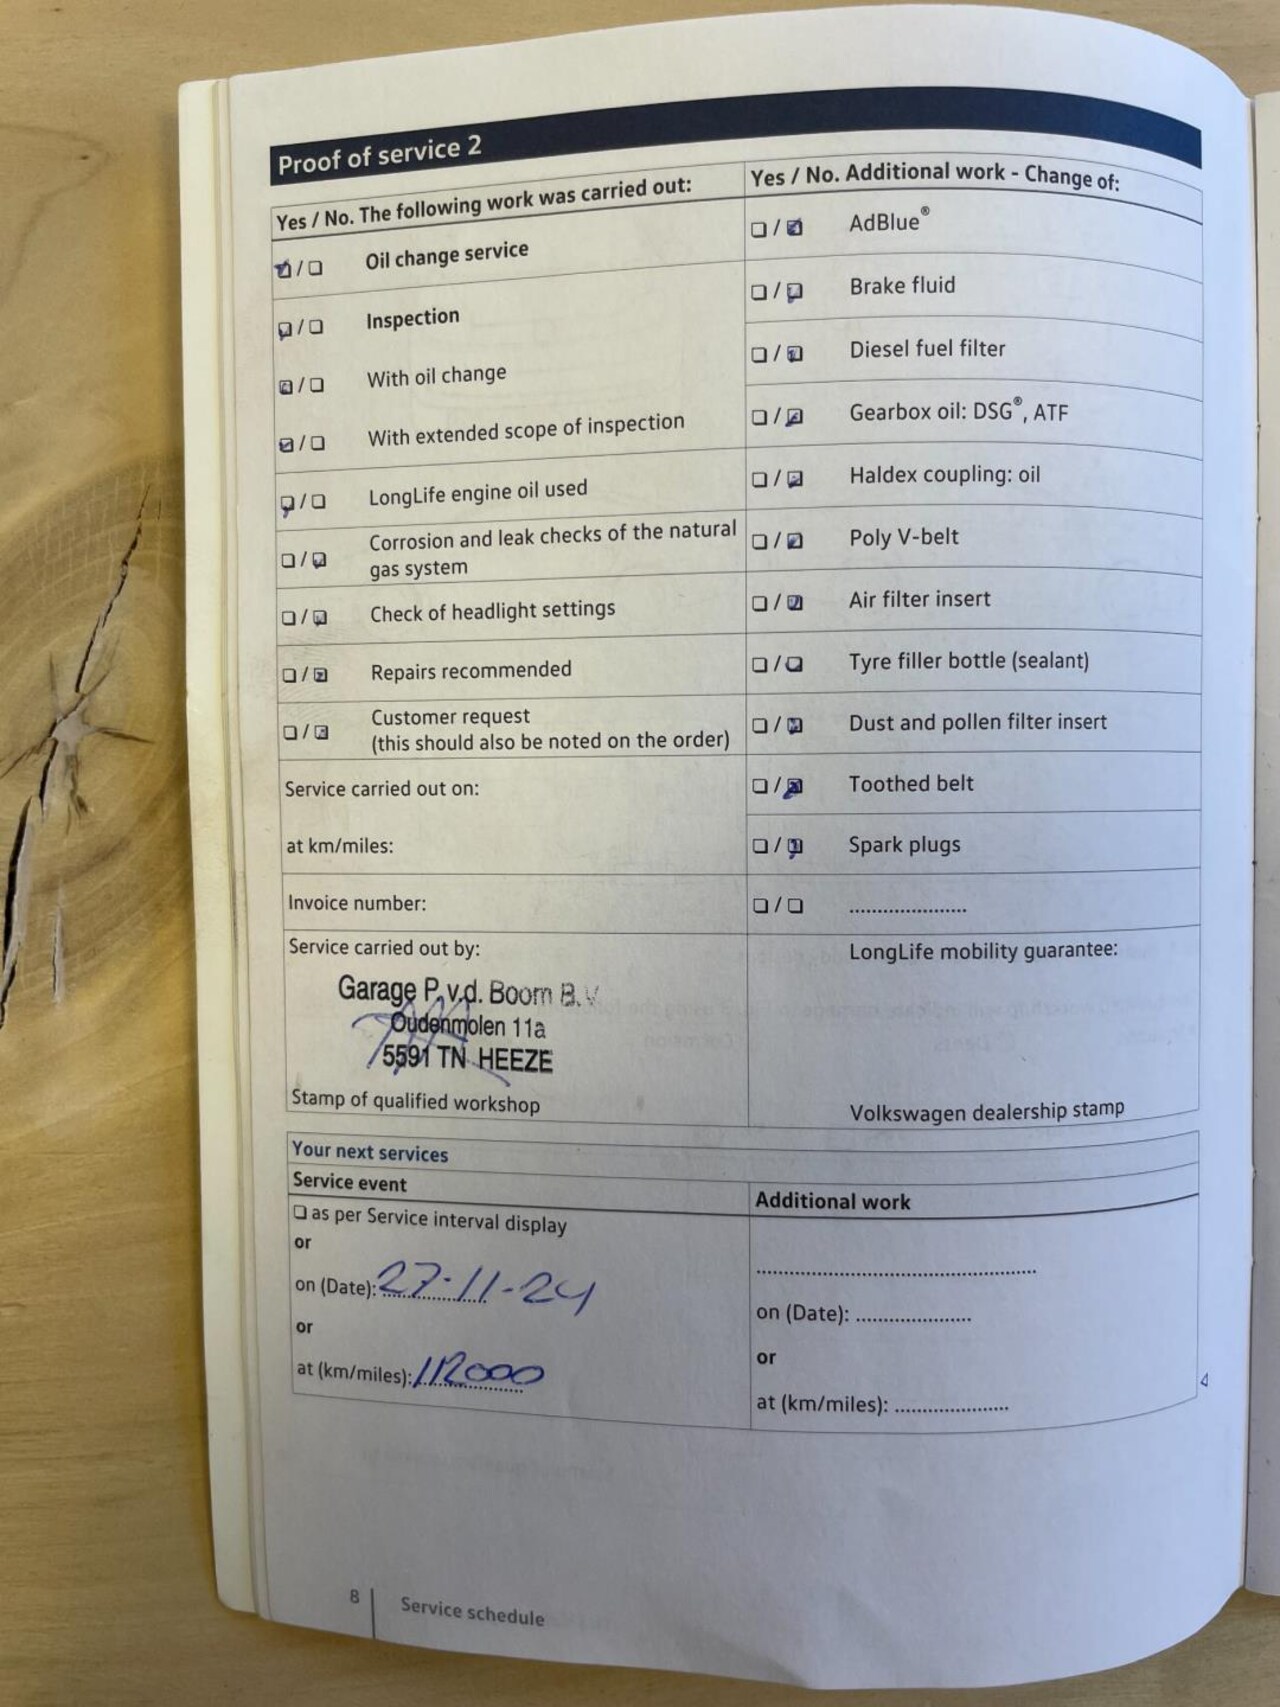 Proof of service 2
Yes / No. The following work was carried out:
☑ / ☐ Oil change service
☑ / ☐ Inspection
☑ / ☐ With oil change
☑ / ☐ With extended scope of inspection
☑ / ☐ LongLife engine oil used
☐ / ☑ Corrosion and leak checks of the natural
gas system
☐ / ☑ Check of headlight settings
☐ / ☑ Repairs recommended
☐ / ☑ Customer request
(this should also be noted on the order)
Service carried out on:
at km/miles:
Invoice number:
Service carried out by:
Garage P. v.d. Boom B.V.
Oudenmolen 11a
5591 TN HEEZE
Stamp of qualified workshop
Yes / No. Additional work - Change of:
☐ / ☑ AdBlue®
☐ / ☑ Brake fluid
☐ / ☑ Diesel fuel filter
☐ / ☑ Gearbox oil: DSG®, ATF
☐ / ☑ Haldex coupling: oil
☐ / ☑ Poly V-belt
☐ / ☑ Air filter insert
☐ / ☐ Tyre filler bottle (sealant)
☐ / ☑ Dust and pollen filter insert
☐ / ☑ Toothed belt
☐ / ☑ Spark plugs
☐ / ☐ .....................
LongLife mobility guarantee:
Volkswagen dealership stamp
Your next services
Service event
☐ as per Service interval display
or
on (Date): 27-11-24
or
at (km/miles): 112000
Additional work
..................................................
on (Date): .....................
or
at (km/miles): .....................
8
Service schedule